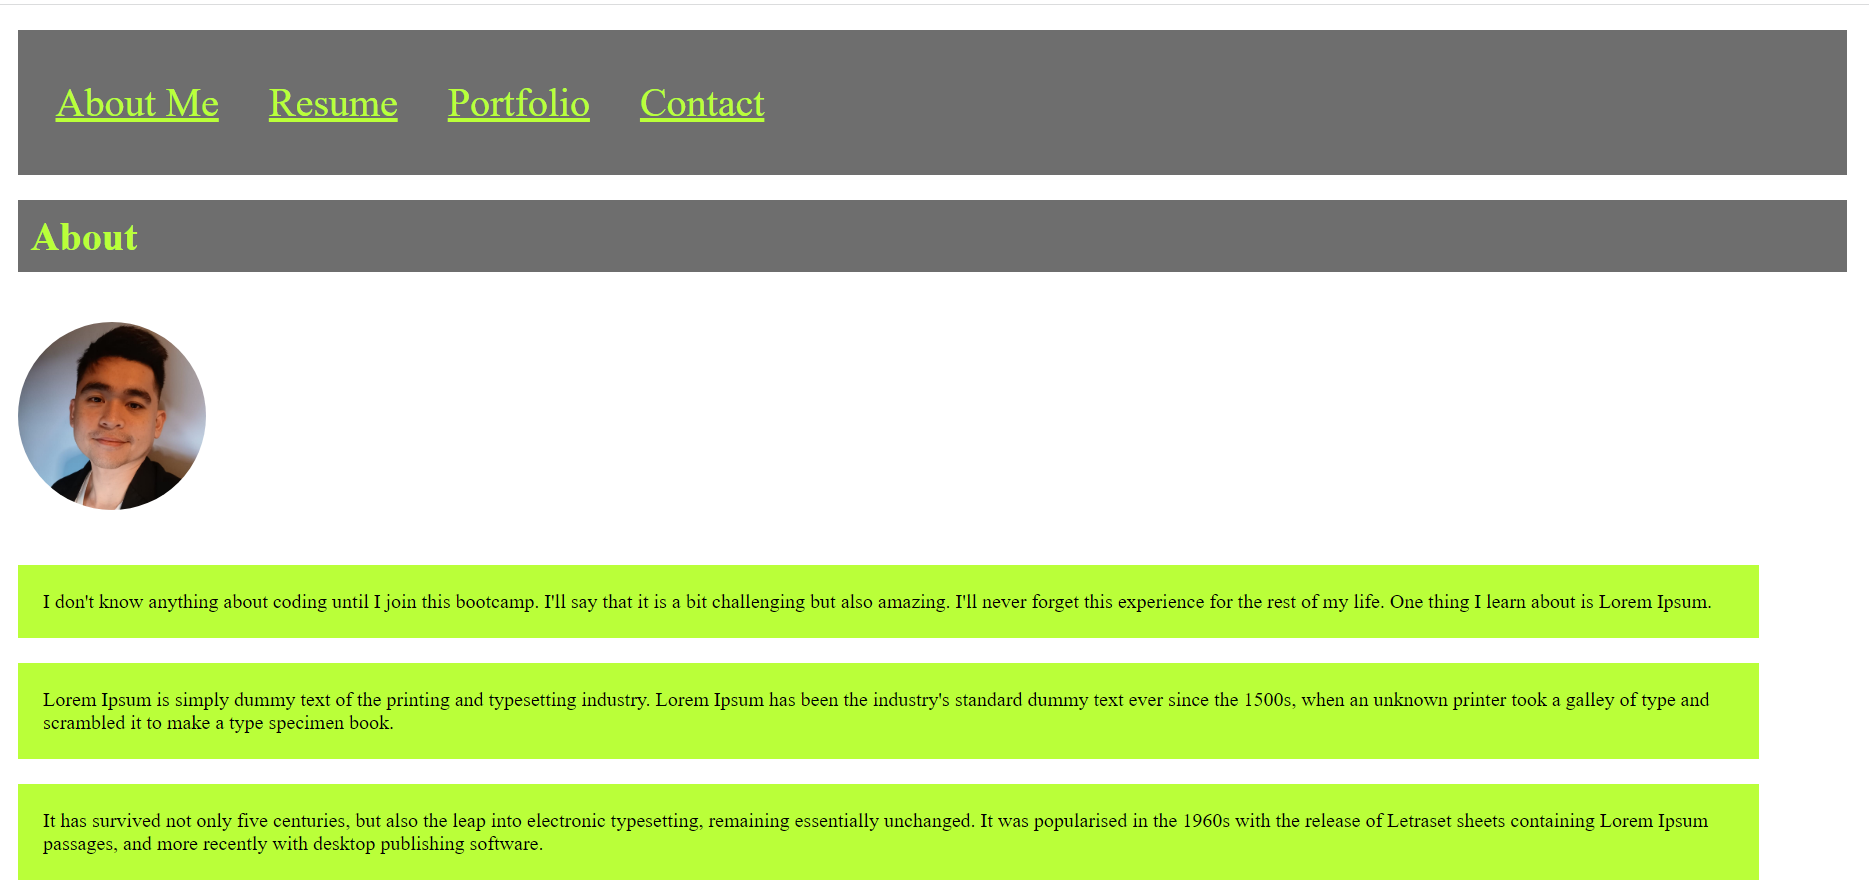 About Me Resume Portfolio Contact
About
I don't know anything about coding until I join this bootcamp. I'll say that it is a bit challenging but also amazing. I'll never forget this experience for the rest of my life. One thing I learn about is Lorem Ipsum.
Lorem Ipsum is simply dummy text of the printing and typesetting industry. Lorem Ipsum has been the industry's standard dummy text ever since the 1500s, when an unknown printer took a galley of type and
scrambled it to make a type specimen book.
It has survived not only five centuries, but also the leap into electronic typesetting, remaining essentially unchanged. It was popularised in the 1960s with the release of Letraset sheets containing Lorem Ipsum
passages, and more recently with desktop publishing software.